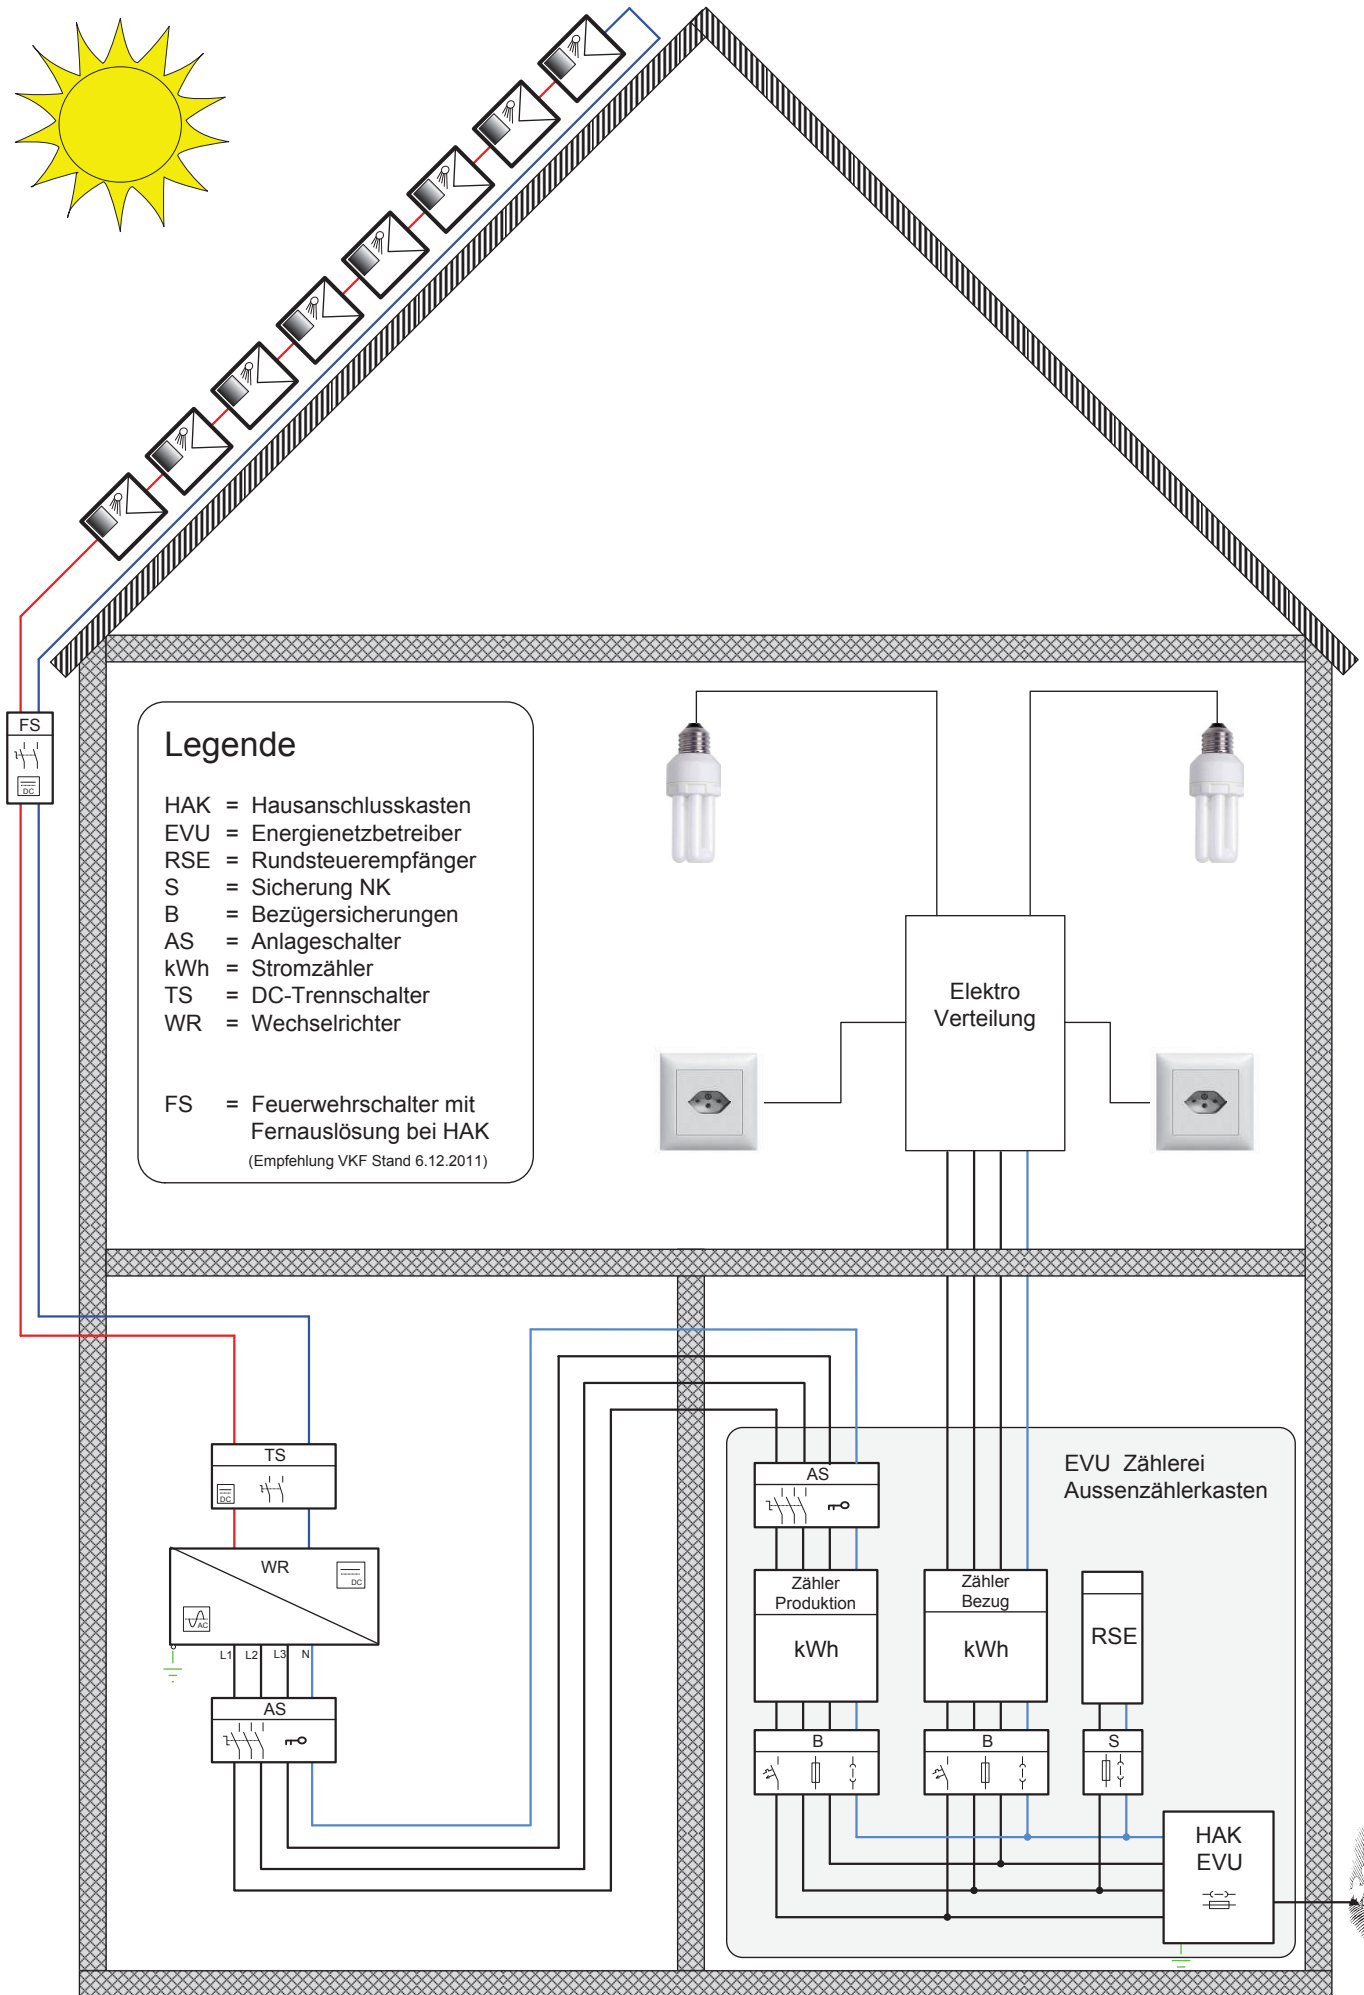 FS
DC
Legende
HAK = Hausanschlusskasten
EVU = Energienetzbetreiber
RSE = Rundsteuerempfänger
S = Sicherung NK
B = Bezügersicherungen
AS = Anlageschalter
kWh = Stromzähler
TS = DC-Trennschalter
WR = Wechselrichter
FS = Feuerwehrschalter mit
Fernauslösung bei HAK
(Empfehlung VKF Stand 6.12.2011)
Elektro
Verteilung
TS
DC
WR
DC
AC
L1 L2 L3 N
AS
EVU Zählerei
Aussenzählerkasten
AS
Zähler
Produktion
kWh
Zähler
Bezug
kWh
RSE
B
B
S
HAK
EVU